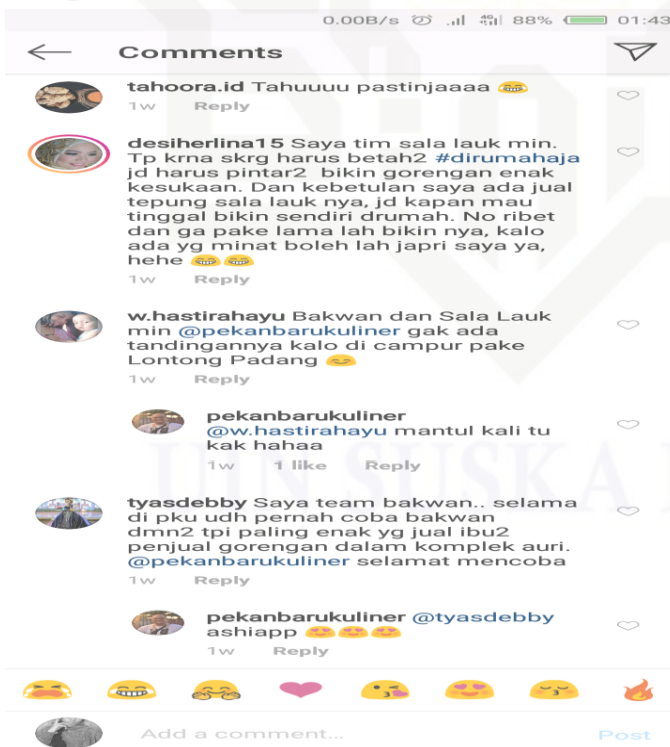 0.00B/s 88% 01:43
Comments
tahoora.id Tahuuuu pastinjaaaa 😂
1w Reply
desiherlina15 Saya tim sala lauk min.
Tp krna skrg harus betah2 #dirumahaja
jd harus pintar2 bikin gorengan enak
kesukaan. Dan kebetulan saya ada jual
tepung sala lauk nya, jd kapan mau
tinggal bikin sendiri drumah. No ribet
dan ga pake lama lah bikin nya, kalo
ada yg minat boleh lah japri saya ya,
hehe 😂😂
1w Reply
w.hastirahayu Bakwan dan Sala Lauk
min @pekanbarukuliner gak ada
tandingannya kalo di campur pake
Lontong Padang 😊
1w Reply
pekanbarukuliner
@w.hastirahayu mantul kali tu
kak hahaa
1w 1 like Reply
tyasdebby Saya team bakwan.. selama
di pku udh pernah coba bakwan
dmn2 tpi paling enak yg jual ibu2
penjual gorengan dalam komplek auri.
@pekanbarukuliner selamat mencoba
1w Reply
pekanbarukuliner @tyasdebby
ashiapp 😍😍😍
1w Reply
Add a comment... Post
UIN SUSKA